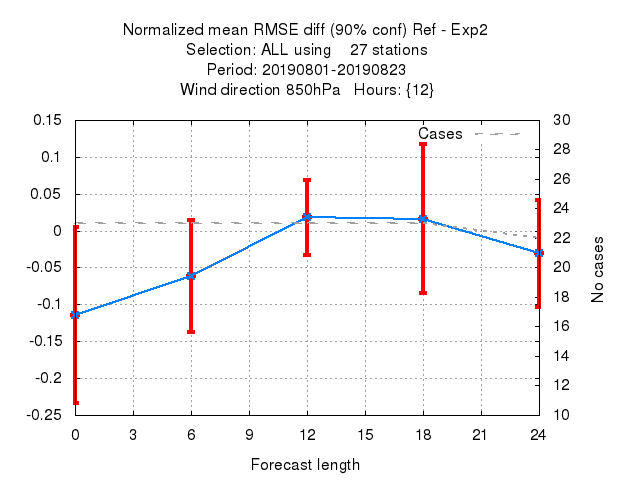 Normalized mean RMSE diff (90% conf) Ref - Exp2
Selection: ALL using    27 stations
Period: 20190801-20190823
Wind direction 850hPa   Hours: {12}
Cases
0.15
0.1
0.05
0
-0.05
-0.1
-0.15
-0.2
-0.25
30
28
26
24
22
20
18
16
14
12
10
No cases
0 3 6 9 12 15 18 21 24
Forecast length